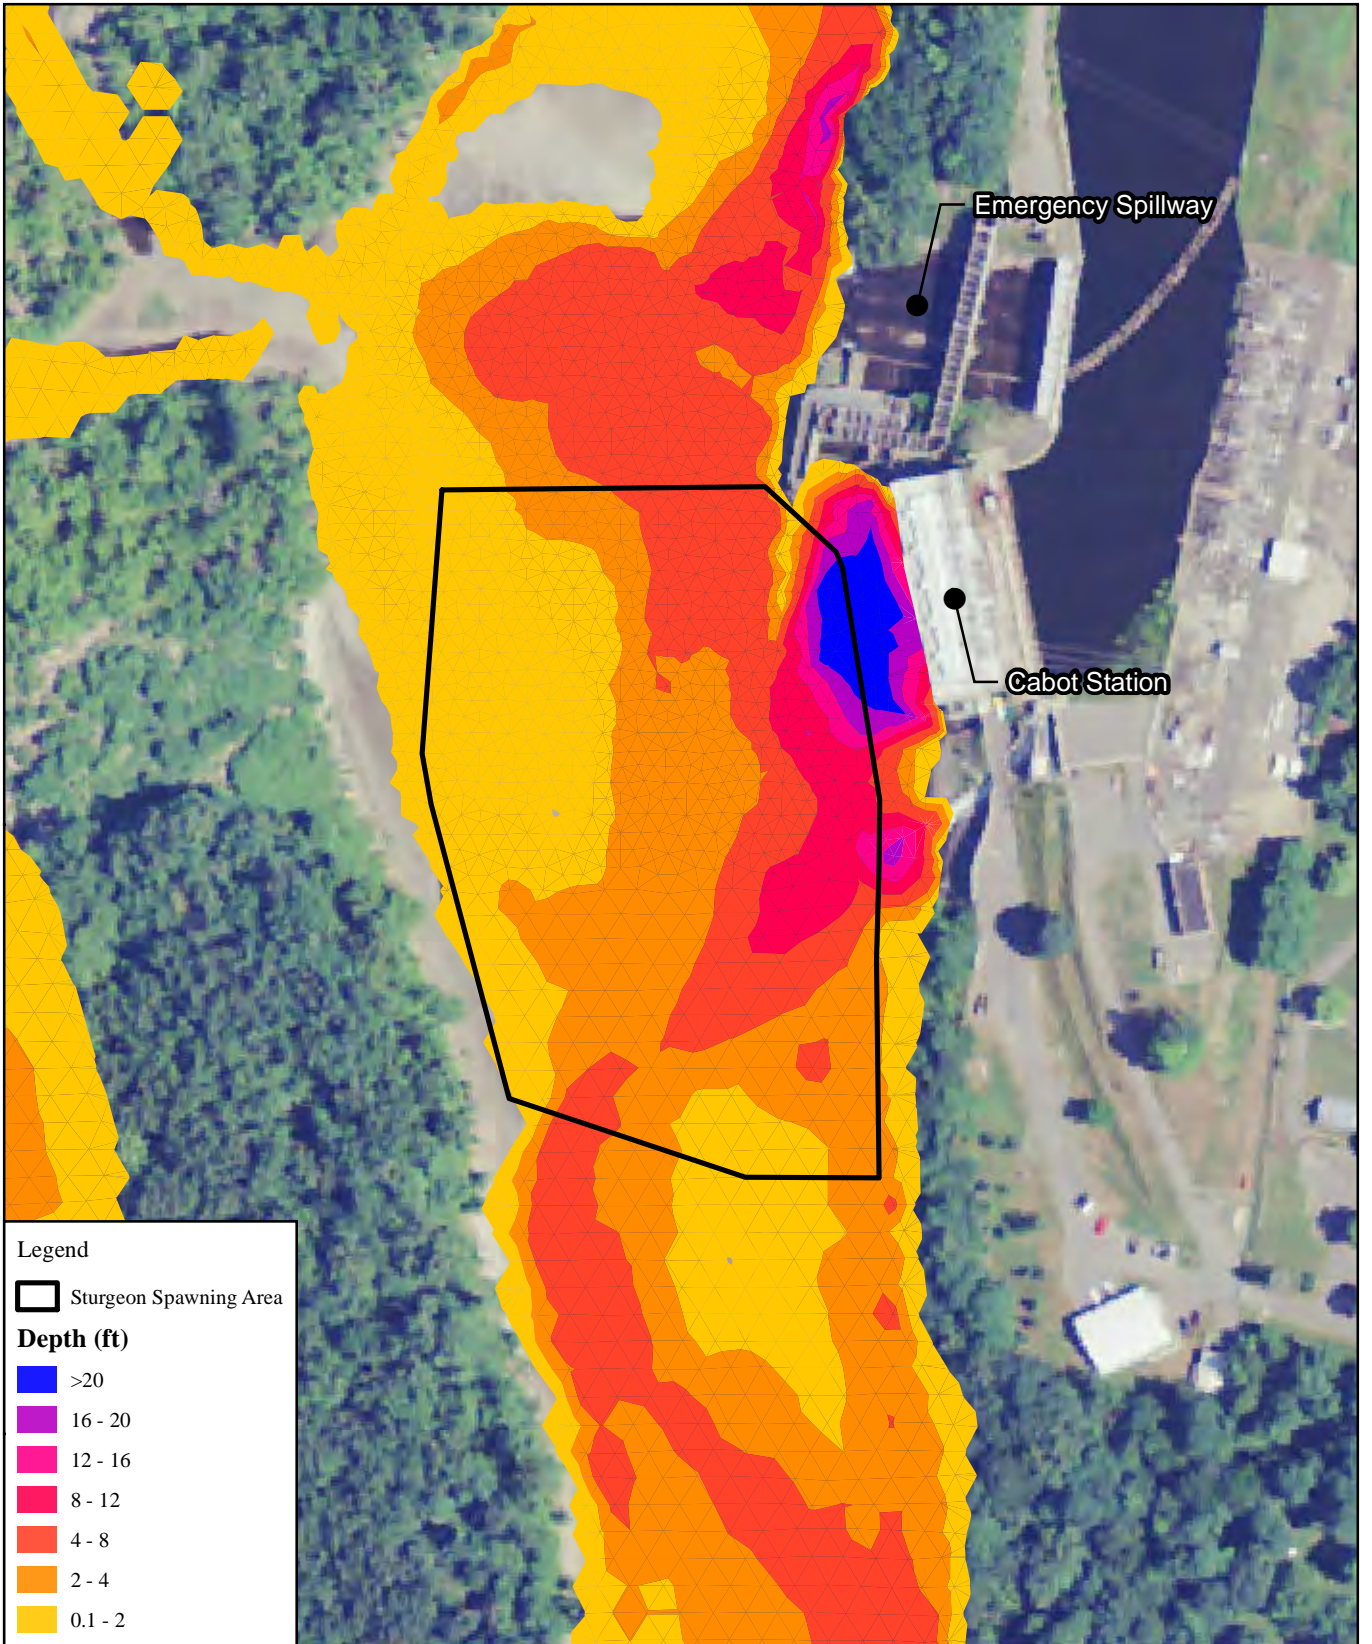 Emergency Spillway
Cabot Station
Legend
Sturgeon Spawning Area
Depth (ft)
>20
16 - 20
12 - 16
8 - 12
4 - 8
2 - 4
0.1 - 2